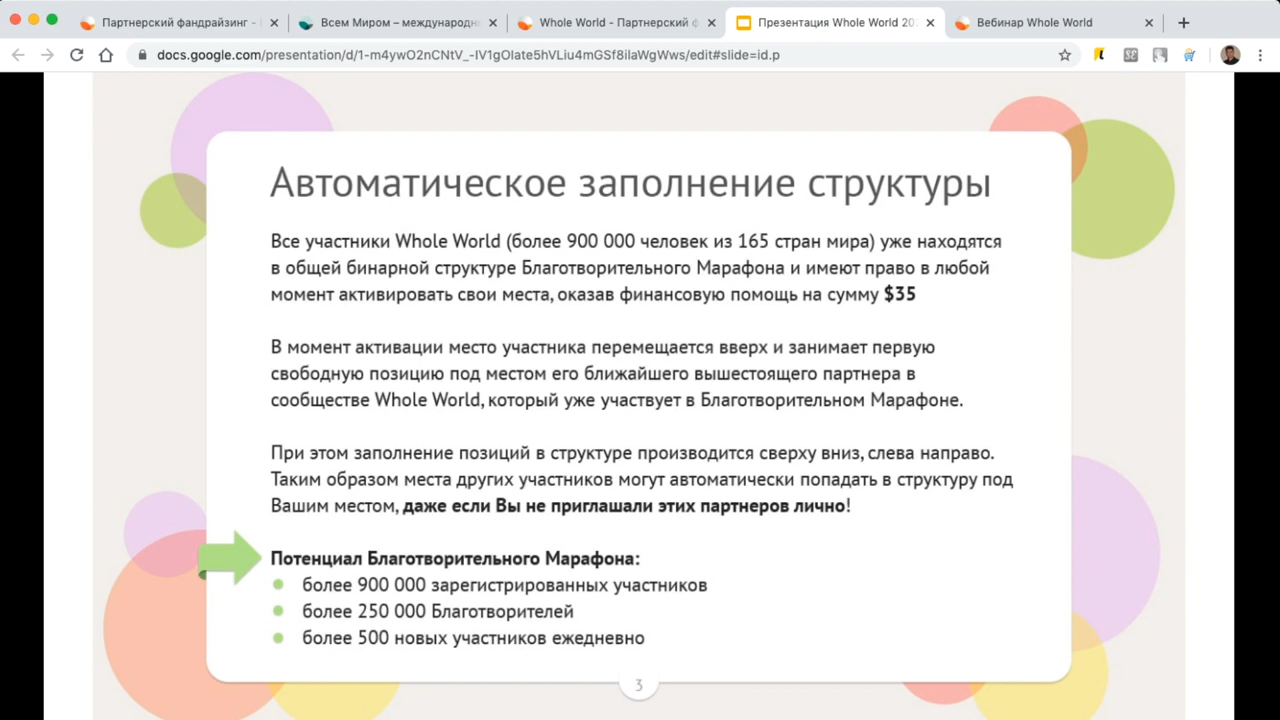 Партнерский фандрайзинг -
Всем Миром – международн
Whole World - Партнерский ф
Презентация Whole World 202
Вебинар Whole World
docs.google.com/presentation/d/1-m4ywO2nCNtV_-IV1gOlate5hVLiu4mGSf8ilaWgWws/edit#slide=id.p
Автоматическое заполнение структуры
Все участники Whole World (более 900 000 человек из 165 стран мира) уже находятся
в общей бинарной структуре Благотворительного Марафона и имеют право в любой
момент активировать свои места, оказав финансовую помощь на сумму $35
В момент активации место участника перемещается вверх и занимает первую
свободную позицию под местом его ближайшего вышестоящего партнера в
сообществе Whole World, который уже участвует в Благотворительном Марафоне.
При этом заполнение позиций в структуре производится сверху вниз, слева направо.
Таким образом места других участников могут автоматически попадать в структуру под
Вашим местом, даже если Вы не приглашали этих партнеров лично!
Потенциал Благотворительного Марафона:
более 900 000 зарегистрированных участников
более 250 000 Благотворителей
более 500 новых участников ежедневно
3